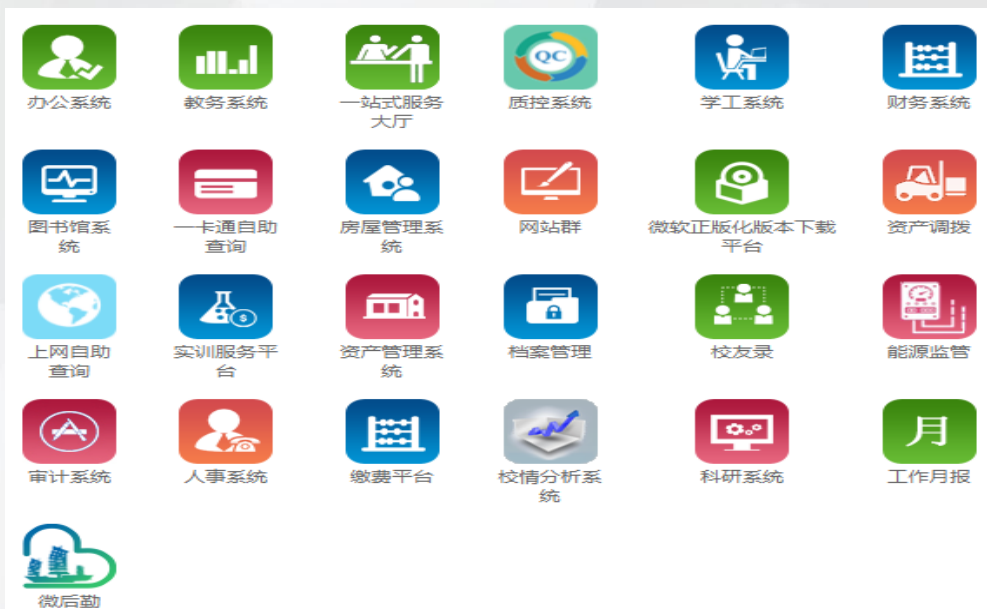 QC
办公系统
教务系统
一站式服务
大厅
质控系统
学工系统
财务系统
图书馆系
统
一卡通自助
查询
房屋管理系
统
网站群
微软正版化版本下载
平台
资产调拨
$
上网自助
查询
实训服务平
台
资产管理系
统
档案管理
校友录
能源监管
月
审计系统
人事系统
缴费平台
校情分析系
统
科研系统
工作月报
微后勤